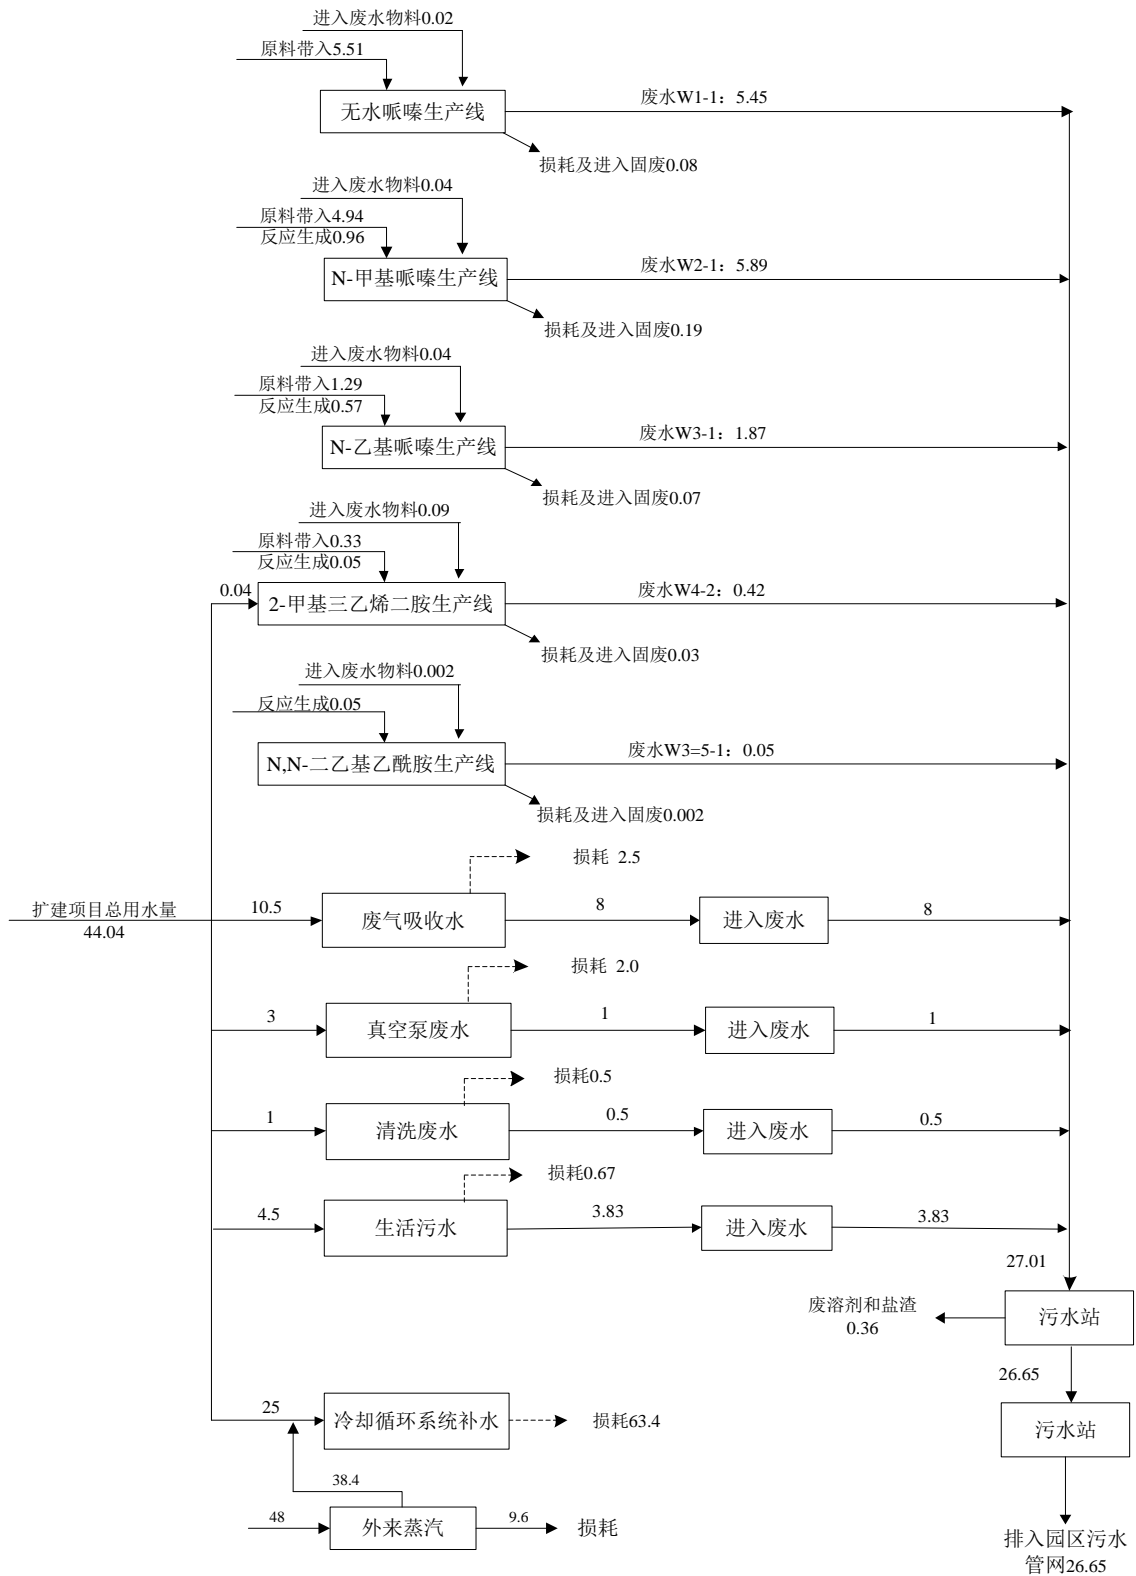 进入废水物料0.02
原料带入5.51
无水哌嗪生产线
废水W1-1：5.45
损耗及进入固废0.08
进入废水物料0.04
原料带入4.94
反应生成0.96
N-甲基哌嗪生产线
废水W2-1：5.89
损耗及进入固废0.19
进入废水物料0.04
原料带入1.29
反应生成0.57
N-乙基哌嗪生产线
废水W3-1：1.87
损耗及进入固废0.07
进入废水物料0.09
原料带入0.33
反应生成0.05
0.04
2-甲基三乙烯二胺生产线
废水W4-2：0.42
损耗及进入固废0.03
进入废水物料0.002
反应生成0.05
N,N-二乙基乙酰胺生产线
废水W3=5-1：0.05
损耗及进入固废0.002
损耗 2.5
扩建项目总用水量
44.04
10.5
废气吸收水
8
进入废水
8
损耗 2.0
3
真空泵废水
1
进入废水
1
损耗0.5
1
清洗废水
0.5
进入废水
0.5
损耗0.67
4.5
生活污水
3.83
进入废水
3.83
27.01
废溶剂和盐渣
0.36
污水站
26.65
25
冷却循环系统补水
损耗63.4
污水站
38.4
48
外来蒸汽
9.6
损耗
排入园区污水
管网26.65